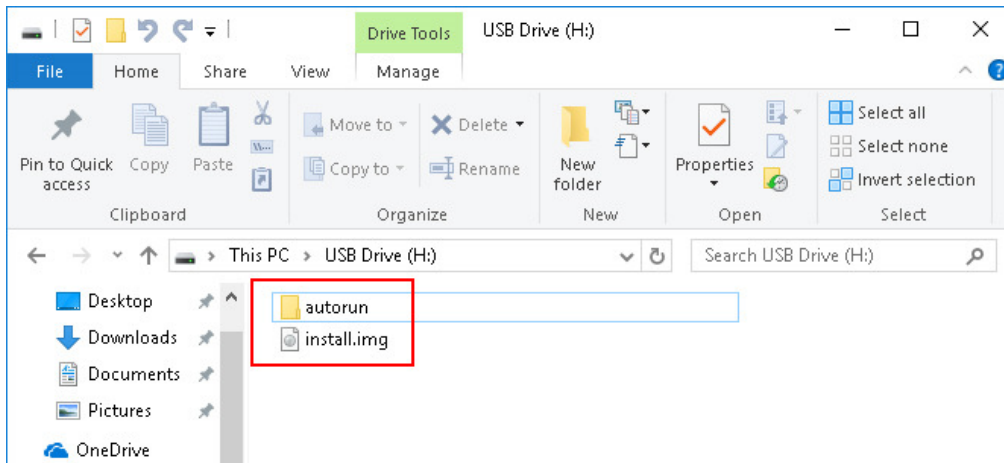 Drive Tools
USB Drive (H:)
File
Home
Share
View
Manage
?
Pin to Quick
access
Copy
Paste
Move to
Copy to
Delete
Rename
New
folder
Properties
Select all
Select none
Invert selection
Clipboard
Organize
New
Open
Select
This PC > USB Drive (H:)
Search USB Drive (H:)
Desktop
Downloads
Documents
Pictures
OneDrive
autorun
install.img